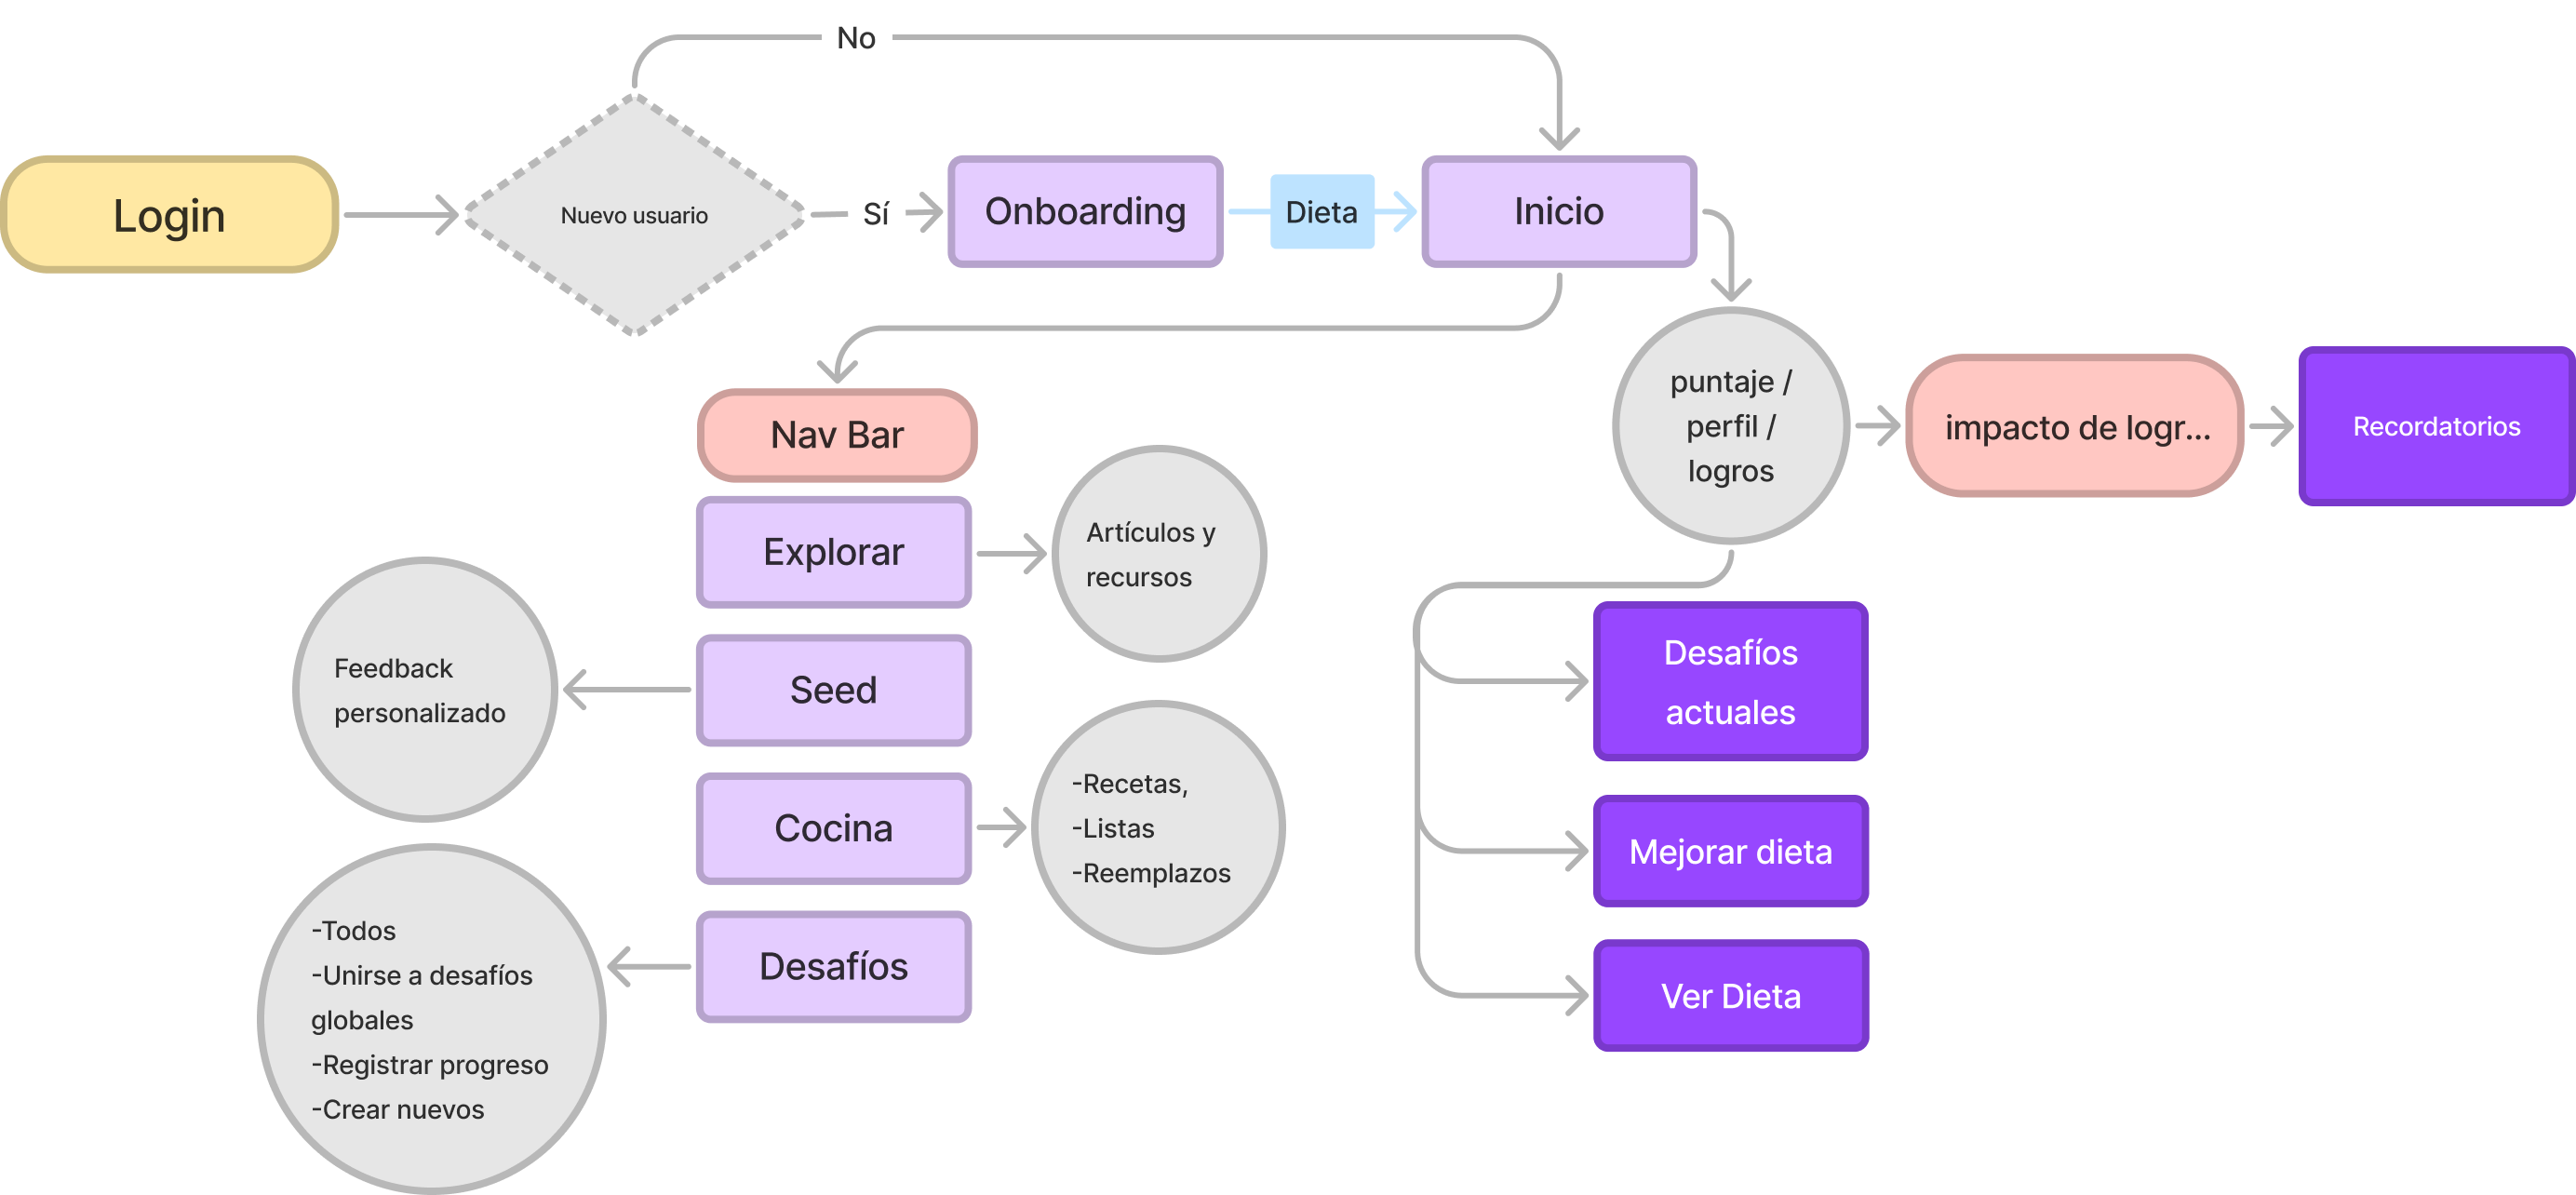 No
Login
Nuevo usuario
Sí
Onboarding
Dieta
Inicio
puntaje /
perfil /
logros
impacto de logr...
Recordatorios
Nav Bar
Explorar
Artículos y
recursos
Seed
Feedback
personalizado
Cocina
-Recetas,
-Listas
-Reemplazos
Desafíos
-Todos
-Unirse a desafíos
globales
-Registrar progreso
-Crear nuevos
Desafíos
actuales
Mejorar dieta
Ver Dieta